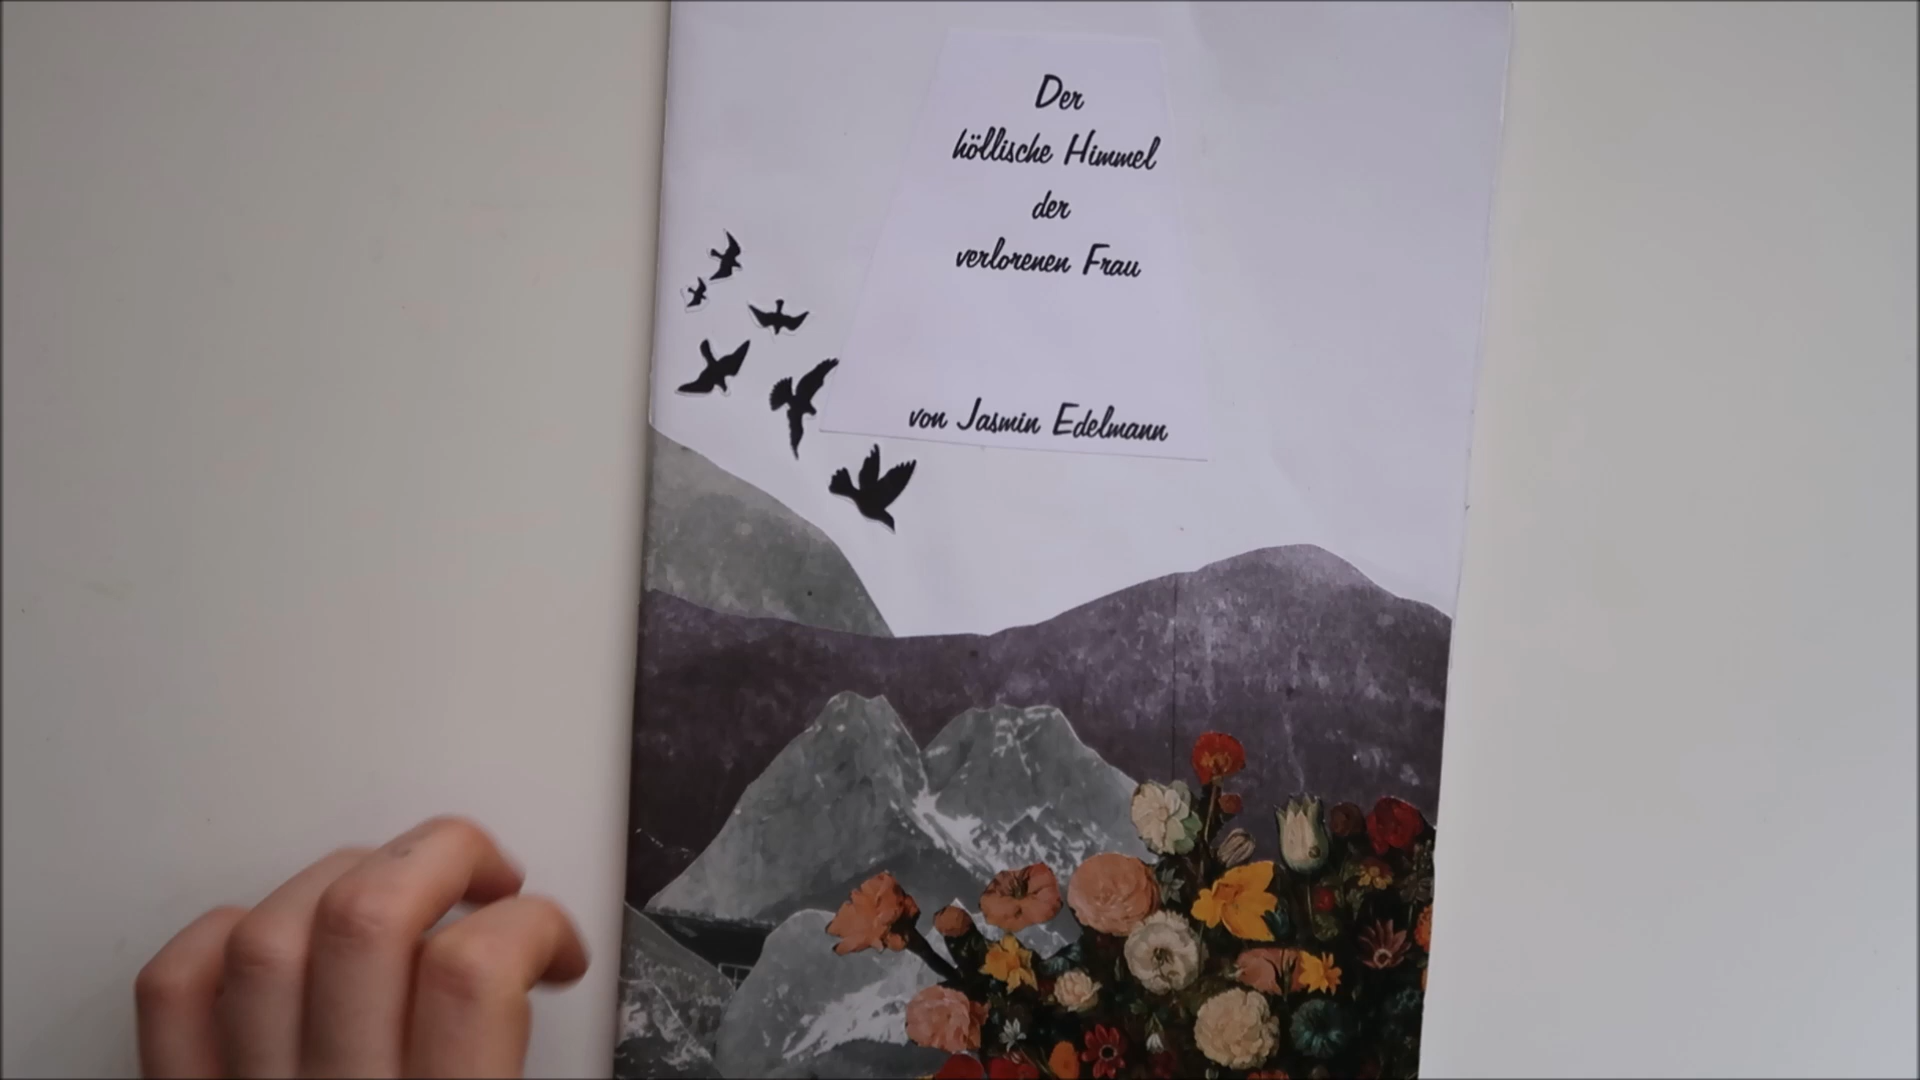 Der
höllische Himmel
der
verlorenen Frau
von Jasmin Edelmann